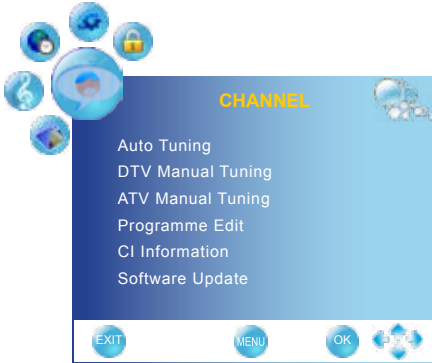 CHANNEL
Auto Tuning
DTV Manual Tuning
ATV Manual Tuning
Programme Edit
CI Information
Software Update
EXIT MENU OK